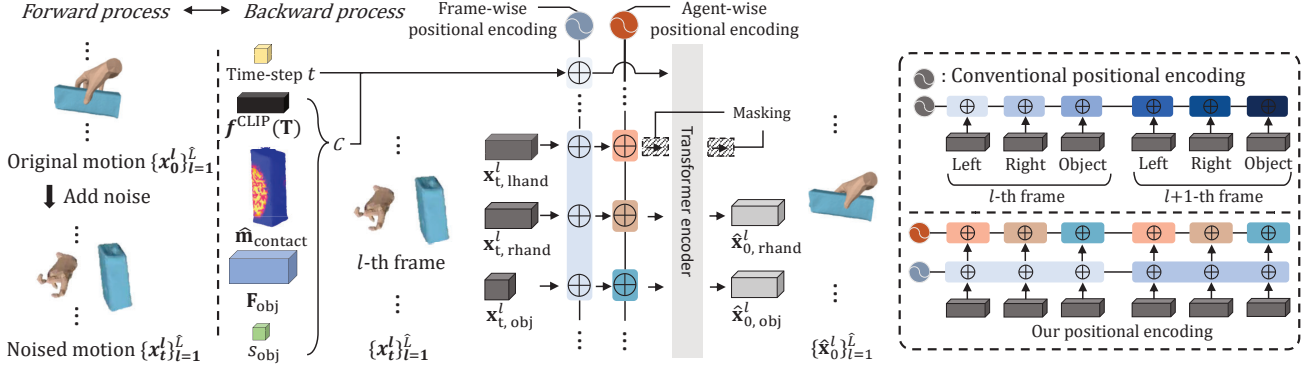 Forward process
Backward process
Frame-wise
positional encoding
Agent-wise
positional encoding
Time-step t
f^CLIP(T)
C
m̂_contact
F_obj
s_obj
Original motion {x_0^l}_{l=1}^{L̂}
Add noise
Noised motion {x_t^l}_{l=1}^{L̂}
l-th frame
{x_t^l}_{l=1}^{L̂}
x_{t, lhand}^l
x_{t, rhand}^l
x_{t, obj}^l
Transformer encoder
Masking
x̂_{0, rhand}^l
x̂_{0, obj}^l
{x̂_0^l}_{l=1}^{L̂}
: Conventional positional encoding
Left Right Object Left Right Object
l-th frame l+1-th frame
Our positional encoding